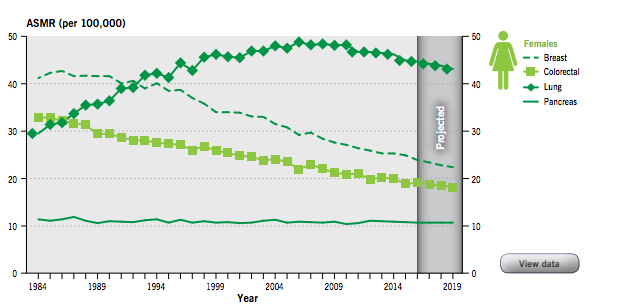 ASMR (per 100,000)
50
40
30
20
10
0
50
40
30
20
10
0
Projected
1984 1989 1994 1999 2004 2009 2014 2019
Year
Females
Breast
Colorectal
Lung
Pancreas
View data